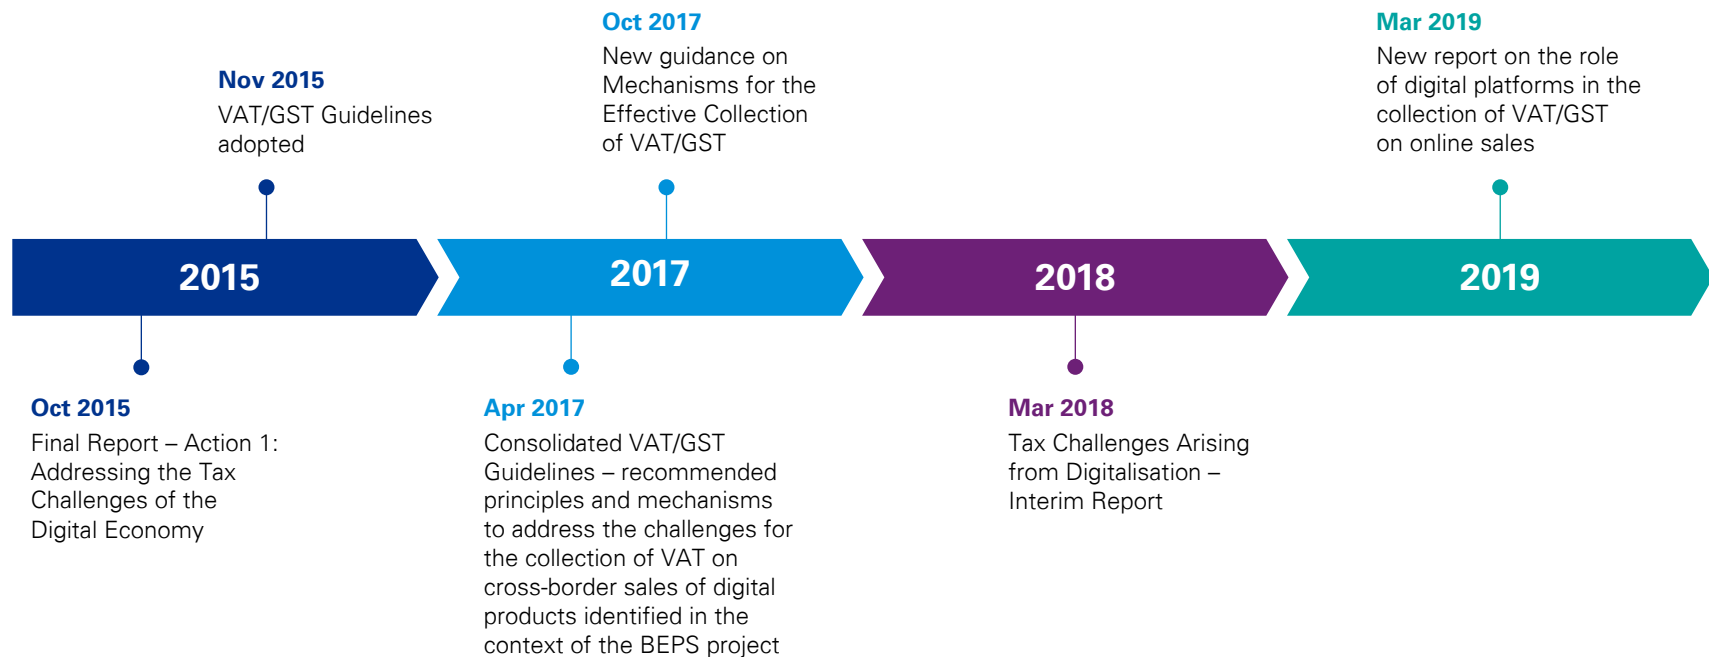 Oct 2017
New guidance on
Mechanisms for the
Effective Collection
of VAT/GST
Mar 2019
New report on the role
of digital platforms in the
collection of VAT/GST
on online sales
Nov 2015
VAT/GST Guidelines
adopted
2015
2017
2018
2019
Oct 2015
Final Report – Action 1:
Addressing the Tax
Challenges of the
Digital Economy
Apr 2017
Consolidated VAT/GST
Guidelines – recommended
principles and mechanisms
to address the challenges for
the collection of VAT on
cross-border sales of digital
products identified in the
context of the BEPS project
Mar 2018
Tax Challenges Arising
from Digitalisation –
Interim Report